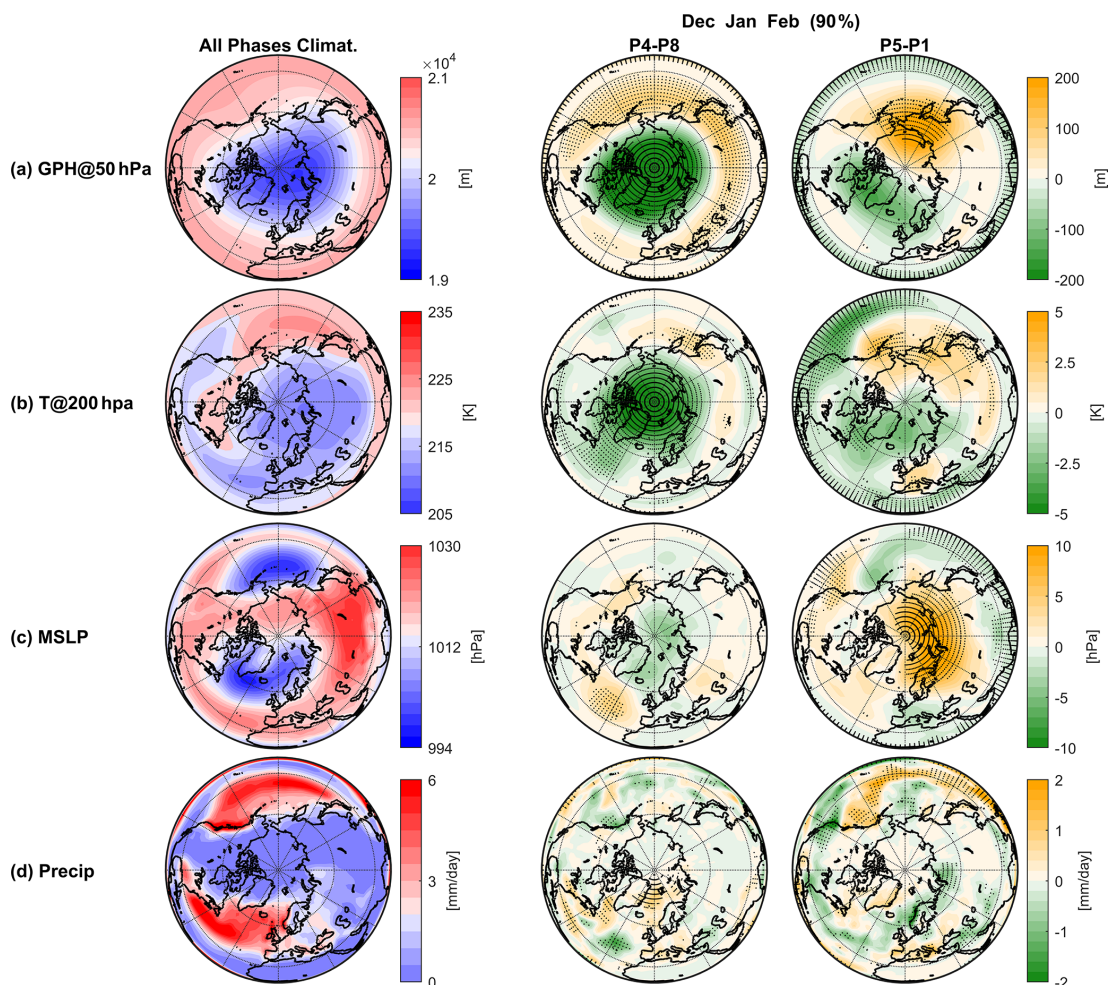 Dec Jan Feb (90%)
All Phases Climat.
P4-P8
P5-P1
×10⁴
(a) GPH@50 hPa
2.1
2
1.9
[m]
200
100
0
-100
-200
[m]
(b) T@200 hpa
235
225
215
205
[K]
5
2.5
0
-2.5
-5
[K]
(c) MSLP
1030
1012
994
[hPa]
10
5
0
-5
-10
[hPa]
(d) Precip
6
3
0
[mm/day]
2
1
0
-1
-2
[mm/day]